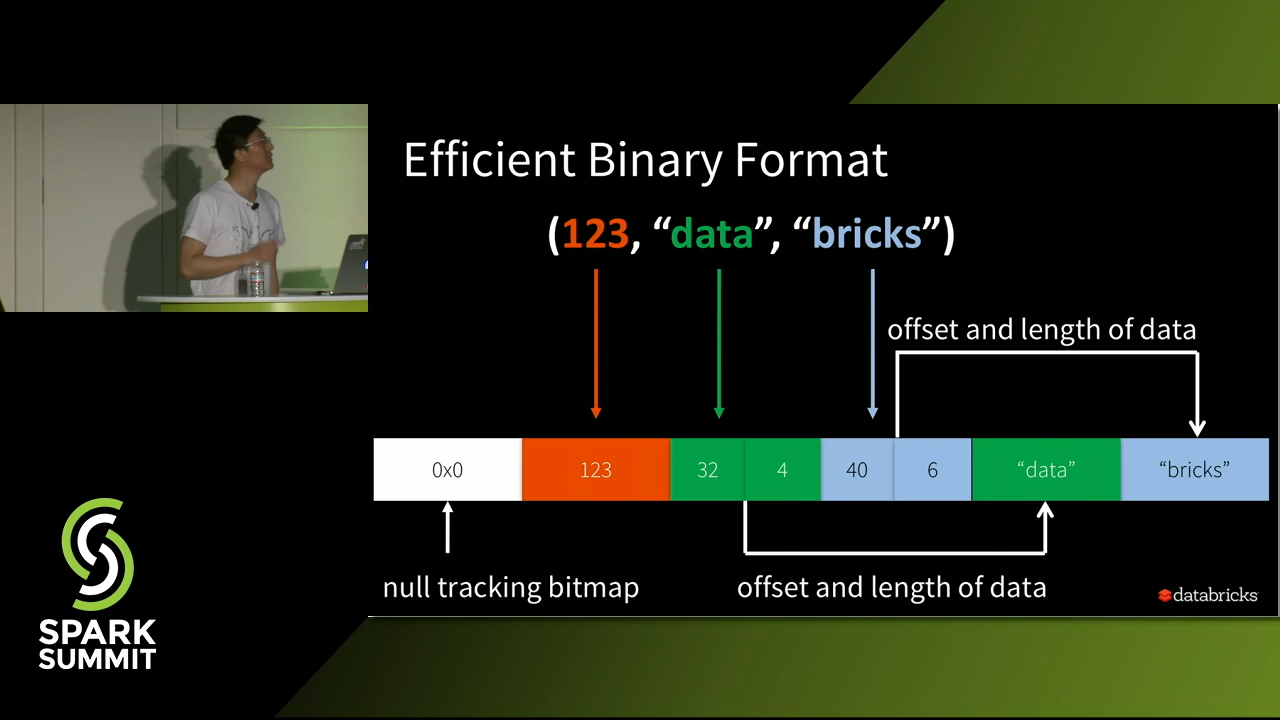 Efficient Binary Format
(123, “data”, “bricks”)
offset and length of data
0x0 123 32 4 40 6 “data” “bricks”
null tracking bitmap
offset and length of data
databricks
SPARK
SUMMIT